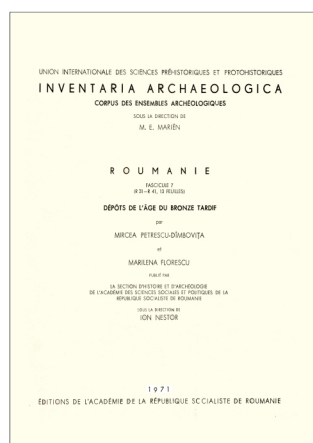 UNION INTERNATIONALE DES SCIENCES PRÉHISTORIQUES ET PROTOHISTORIQUES
INVENTARIA ARCHAEOLOGICA
CORPUS DES ENSEMBLES ARCHÉOLOGIQUES
SOUS LA DIRECTION DE
M. E. MARIËN
ROUMANIE
FASCICULE 7
(R 31—R 41, 13 FEUILLES)
DÉPÔTS DE L'ÂGE DU BRONZE TARDIF
par
MIRCEA PETRESCU-DÎMBOVIȚA
et
MARILENA FLORESCU
PUBLIÉ PAR
LA SECTION D'HISTOIRE ET D'ARCHÉOLOGIE
DE L'ACADÉMIE DES SCIENCES SOCIALES ET POLITIQUES DE LA
RÉPUBLIQUE SOCIALISTE DE ROUMANIE
SOUS LA DIRECTION DE
ION NESTOR
1971
ÉDITIONS DE L'ACADÉMIE DE LA RÉPUBLIQUE SOCIALISTE DE ROUMANIE